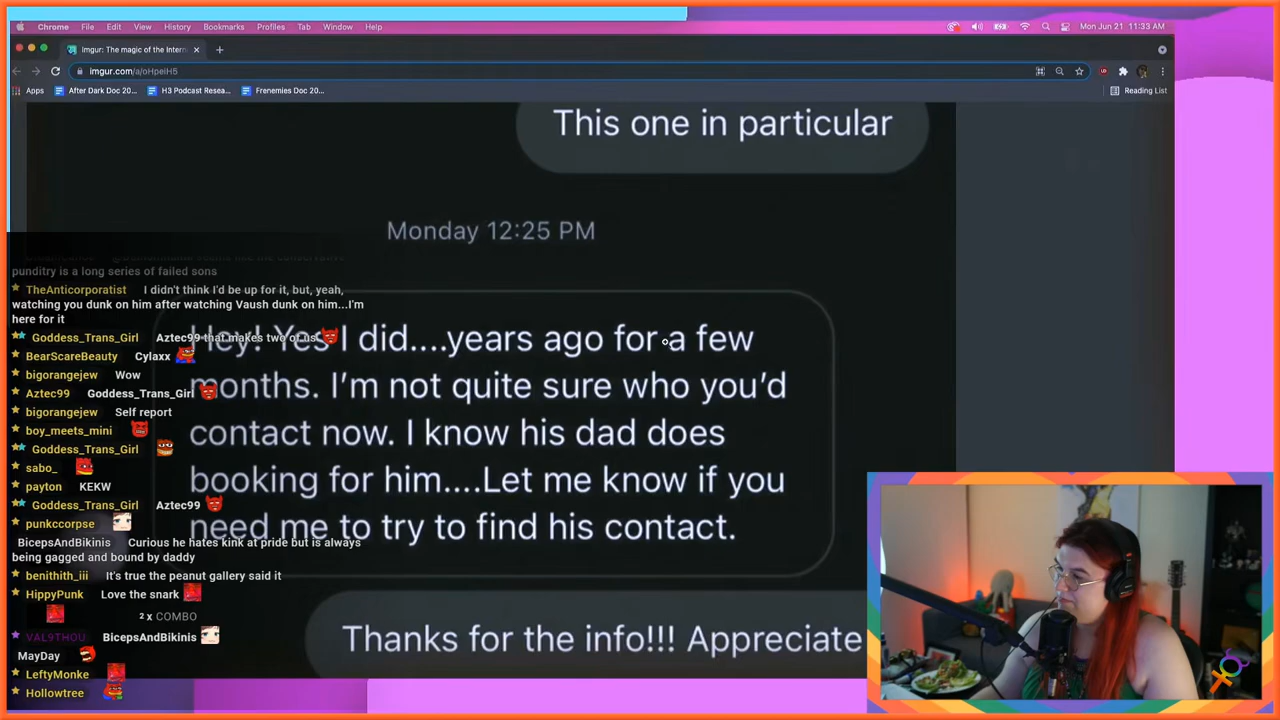 Chrome File Edit View History Bookmarks Profiles Tab Window Help
Mon Jun 21 11:33 AM
Imgur: The magic of the Intern
imgur.com/a/oHpeIH5
Apps After Dark Doc 20... H3 Podcast Resea... Frenemies Doc 20...
Reading List
This one in particular
Monday 12:25 PM
Hey! Yes I did....years ago for a few
months. I'm not quite sure who you'd
contact now. I know his dad does
booking for him....Let me know if you
need me to try to find his contact.
Thanks for the info!!! Appreciate
punditry is a long series of failed sons
TheAnticorporatist I didn't think I'd be up for it, but, yeah,
watching you dunk on him after watching Vaush dunk on him...I'm
here for it
Goddess_Trans_Girl Aztec99 that makes two of us
BearScareBeauty Cylaxx
bigorangejew Wow
Aztec99 Goddess_Trans_Girl
bigorangejew Self report
boy_meets_mini
Goddess_Trans_Girl
sabo_
payton KEKW
Goddess_Trans_Girl Aztec99
punkccorpse
BicepsAndBikinis Curious he hates kink at pride but is always
being gagged and bound by daddy
benithith_iii It's true the peanut gallery said it
HippyPunk Love the snark
2 x COMBO
VAL9THOU BicepsAndBikinis
MayDay
LeftyMonke
Hollowtree